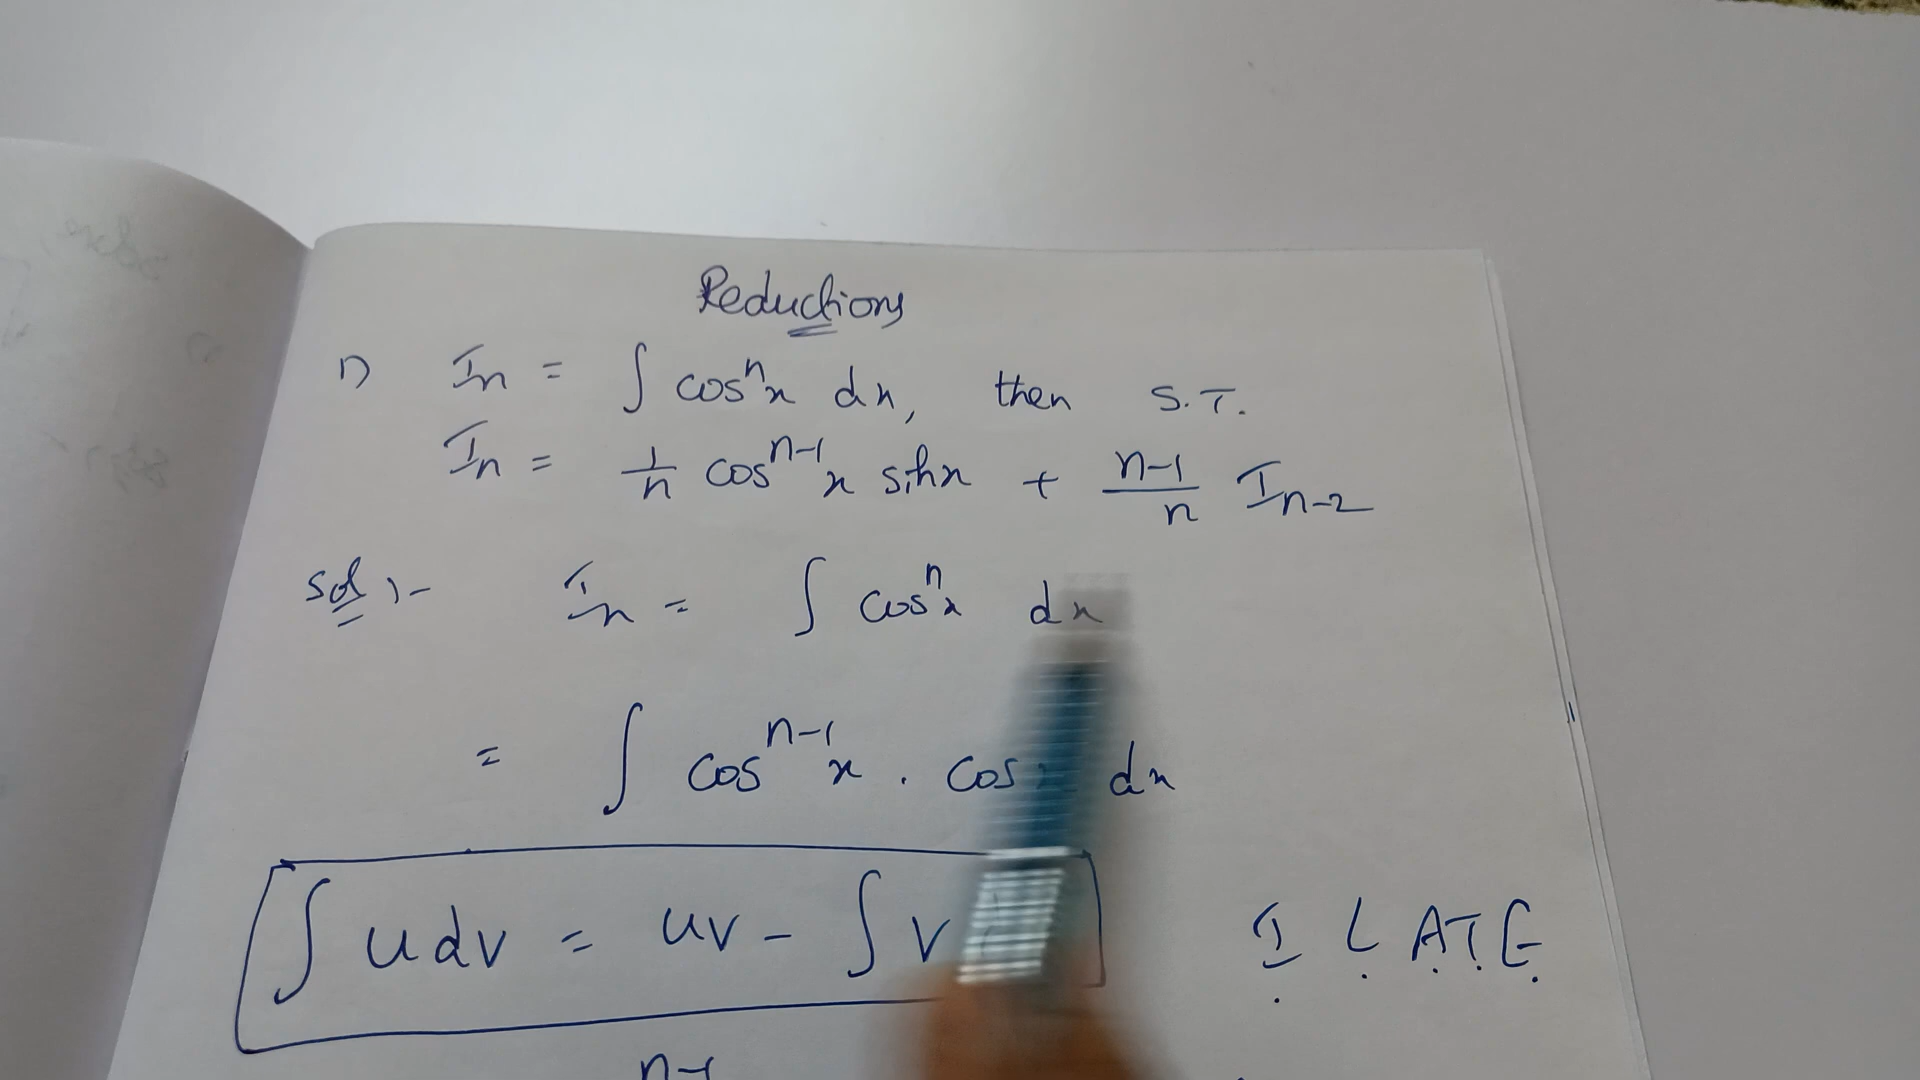 Reductions
1) Iₙ = ∫ cosⁿx dx, then S.T.
Iₙ = 1/n cosⁿ⁻¹x sinx + n-1/n Iₙ₋₂
Sol :- Iₙ = ∫ cosⁿx dx
= ∫ cosⁿ⁻¹x . cos dx
∫ u dv = uv - ∫ v I L A T E
n-1